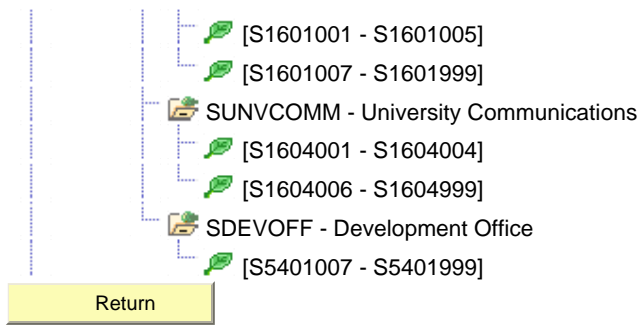 [S1601001 - S1601005]
[S1601007 - S1601999]
SUNVCOMM - University Communications
[S1604001 - S1604004]
[S1604006 - S1604999]
SDEVOFF - Development Office
[S5401007 - S5401999]
Return